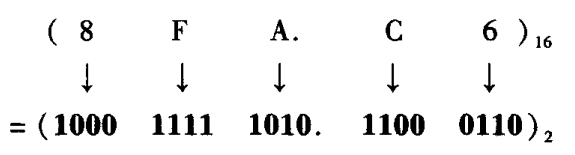 ( 8 F A. C 6 )₁₆
↓ ↓ ↓ ↓ ↓
= (1000 1111 1010. 1100 0110)₂